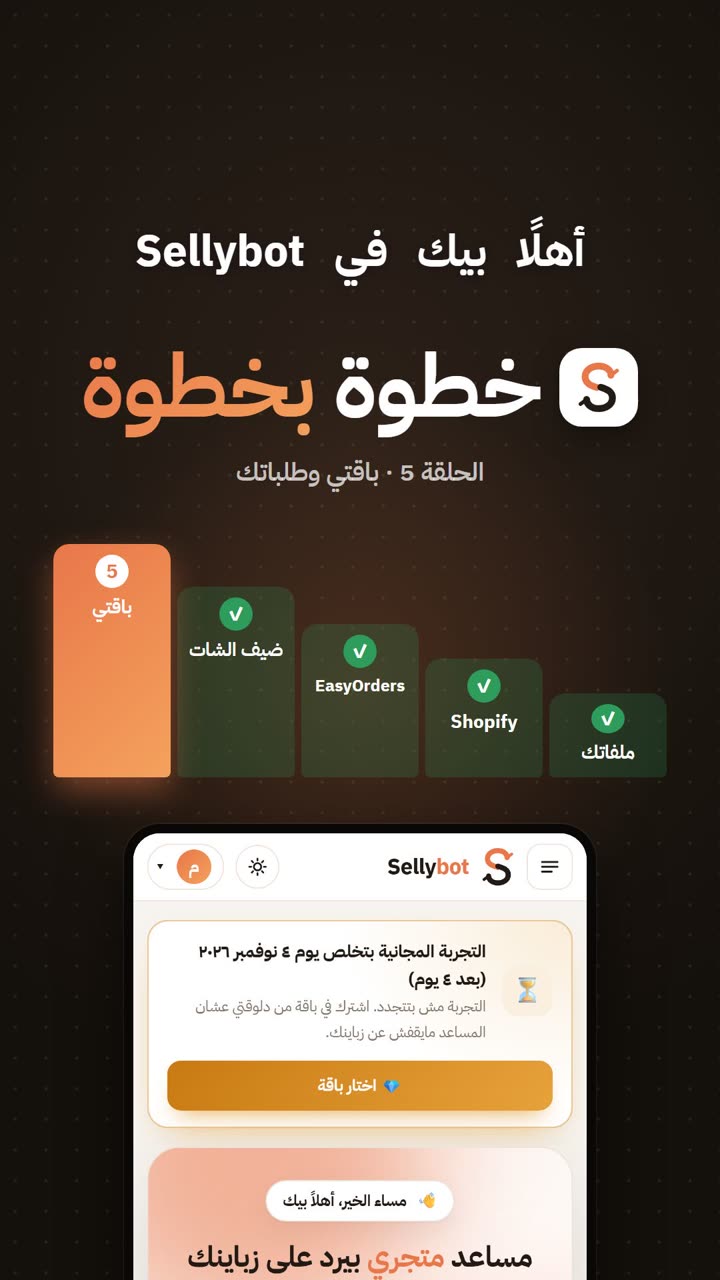 أهلًا بيك في Sellybot
خطوة بخطوة
الحلقة 5 · باقتي وطلباتك
5
باقتي
ضيف الشات
EasyOrders
Shopify
ملفاتك
Sellybot
م
التجربة المجانية بتخلص يوم ٤ نوفمبر ٢٠٢٦
(بعد ٤ يوم)
التجربة مش بتتجدد. اشترك في باقة من دلوقتي عشان
المساعد مايقفش عن زباينك.
💎 اختار باقة
👋 مساء الخير، أهلاً بيك
مساعد متجري بيرد على زباينك